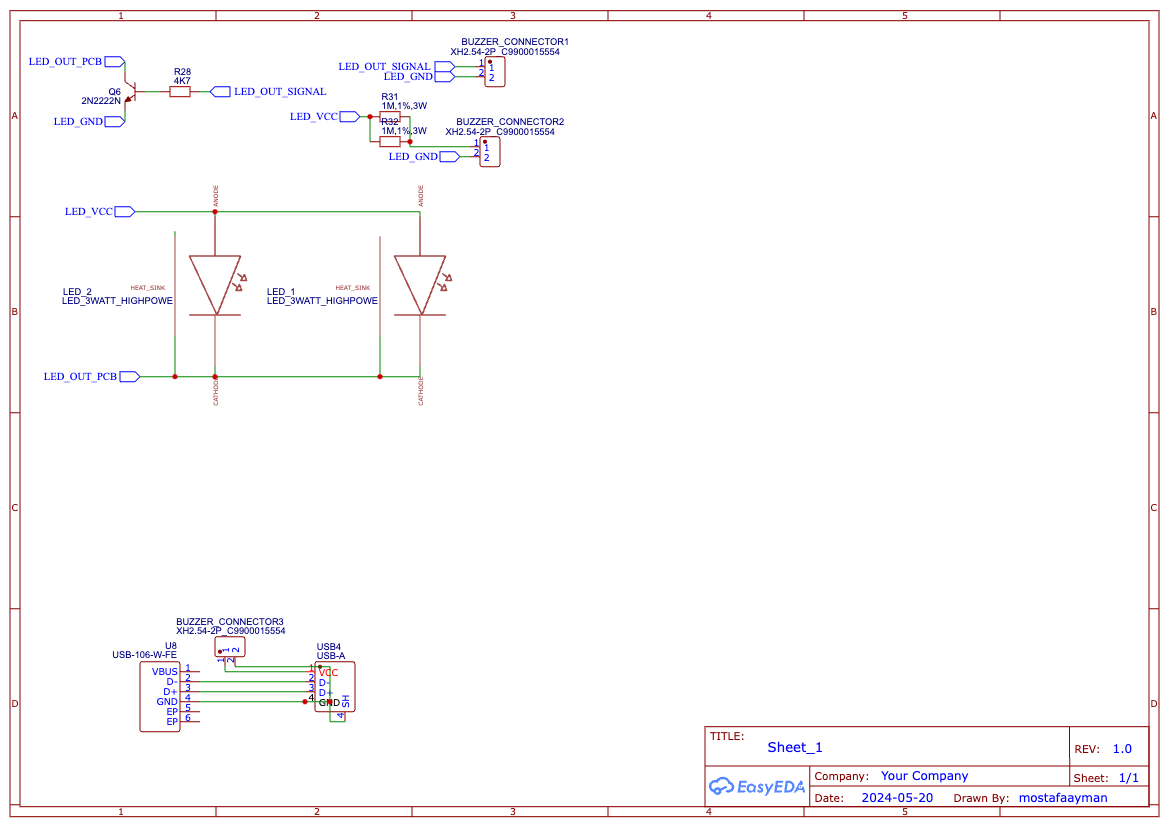 1 2 3 4 5
A
B
C
D
A
B
C
D
1 2 3 4 5
LED_OUT_PCB
Q6
2N2222N
LED_GND
R28
4K7
LED_OUT_SIGNAL
BUZZER_CONNECTOR1
XH2.54-2P_C9900015554
LED_OUT_SIGNAL
LED_GND
1 1
2 2
R31
1M,1%,3W
LED_VCC
R32
1M,1%,3W
BUZZER_CONNECTOR2
XH2.54-2P_C9900015554
LED_GND
1 1
2 2
ANODE
ANODE
LED_VCC
HEAT_SINK
LED_2
LED_3WATT_HIGHPOWE
HEAT_SINK
LED_1
LED_3WATT_HIGHPOWE
LED_OUT_PCB
CATHODE
CATHODE
BUZZER_CONNECTOR3
XH2.54-2P_C9900015554
1 2
1 2
U8
USB-106-W-FE
VBUS 1
D- 2
D+ 3
GND 4
EP 5
EP 6
USB4
USB-A
1 VCC
2 D-
3 D+
4 GND
SH
4
TITLE:
Sheet_1
REV: 1.0
EasyEDA
Company: Your Company
Sheet: 1/1
Date: 2024-05-20 Drawn By: mostafaayman